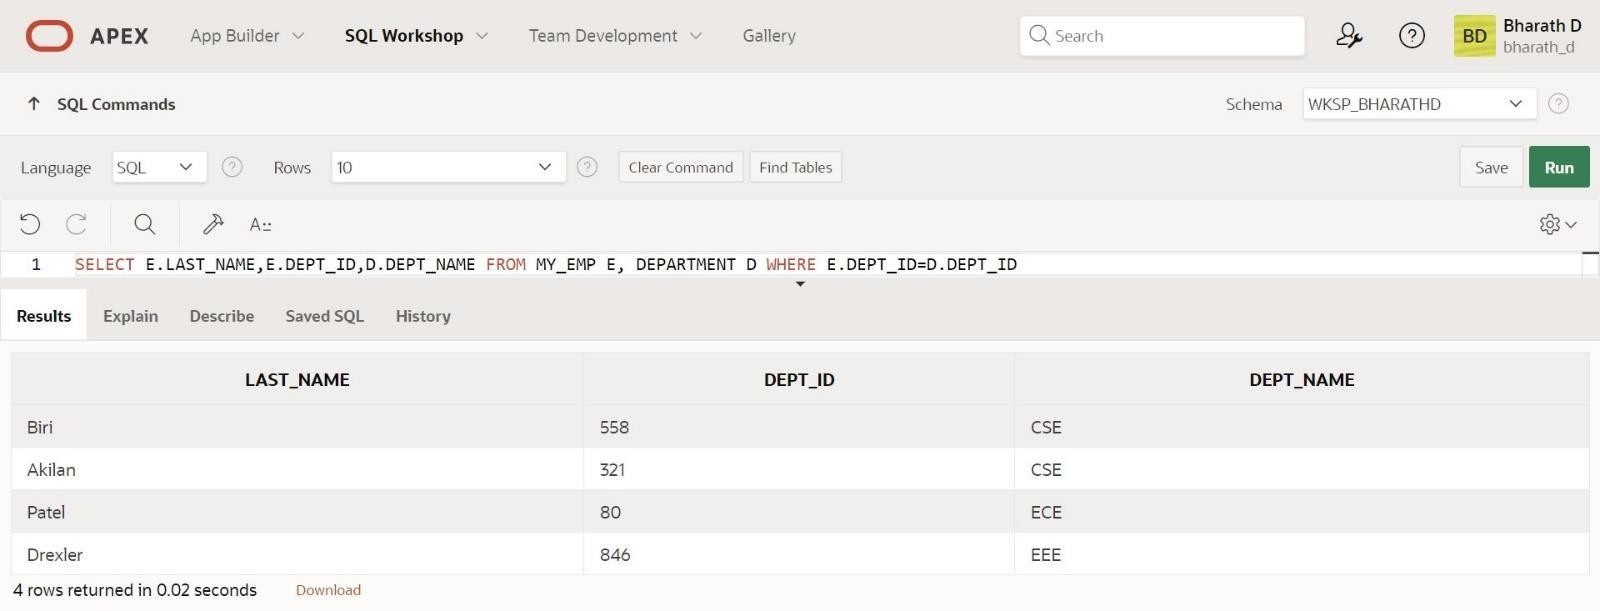 APEX App Builder SQL Workshop Team Development Gallery Search BD Bharath D
bharath_d
SQL Commands Schema WKSP_BHARATHD
Language SQL Rows 10 Clear Command Find Tables Save Run
A::
1 SELECT E.LAST_NAME,E.DEPT_ID,D.DEPT_NAME FROM MY_EMP E, DEPARTMENT D WHERE E.DEPT_ID=D.DEPT_ID
Results Explain Describe Saved SQL History
LAST_NAME DEPT_ID DEPT_NAME
Biri 558 CSE
Akilan 321 CSE
Patel 80 ECE
Drexler 846 EEE
4 rows returned in 0.02 seconds Download